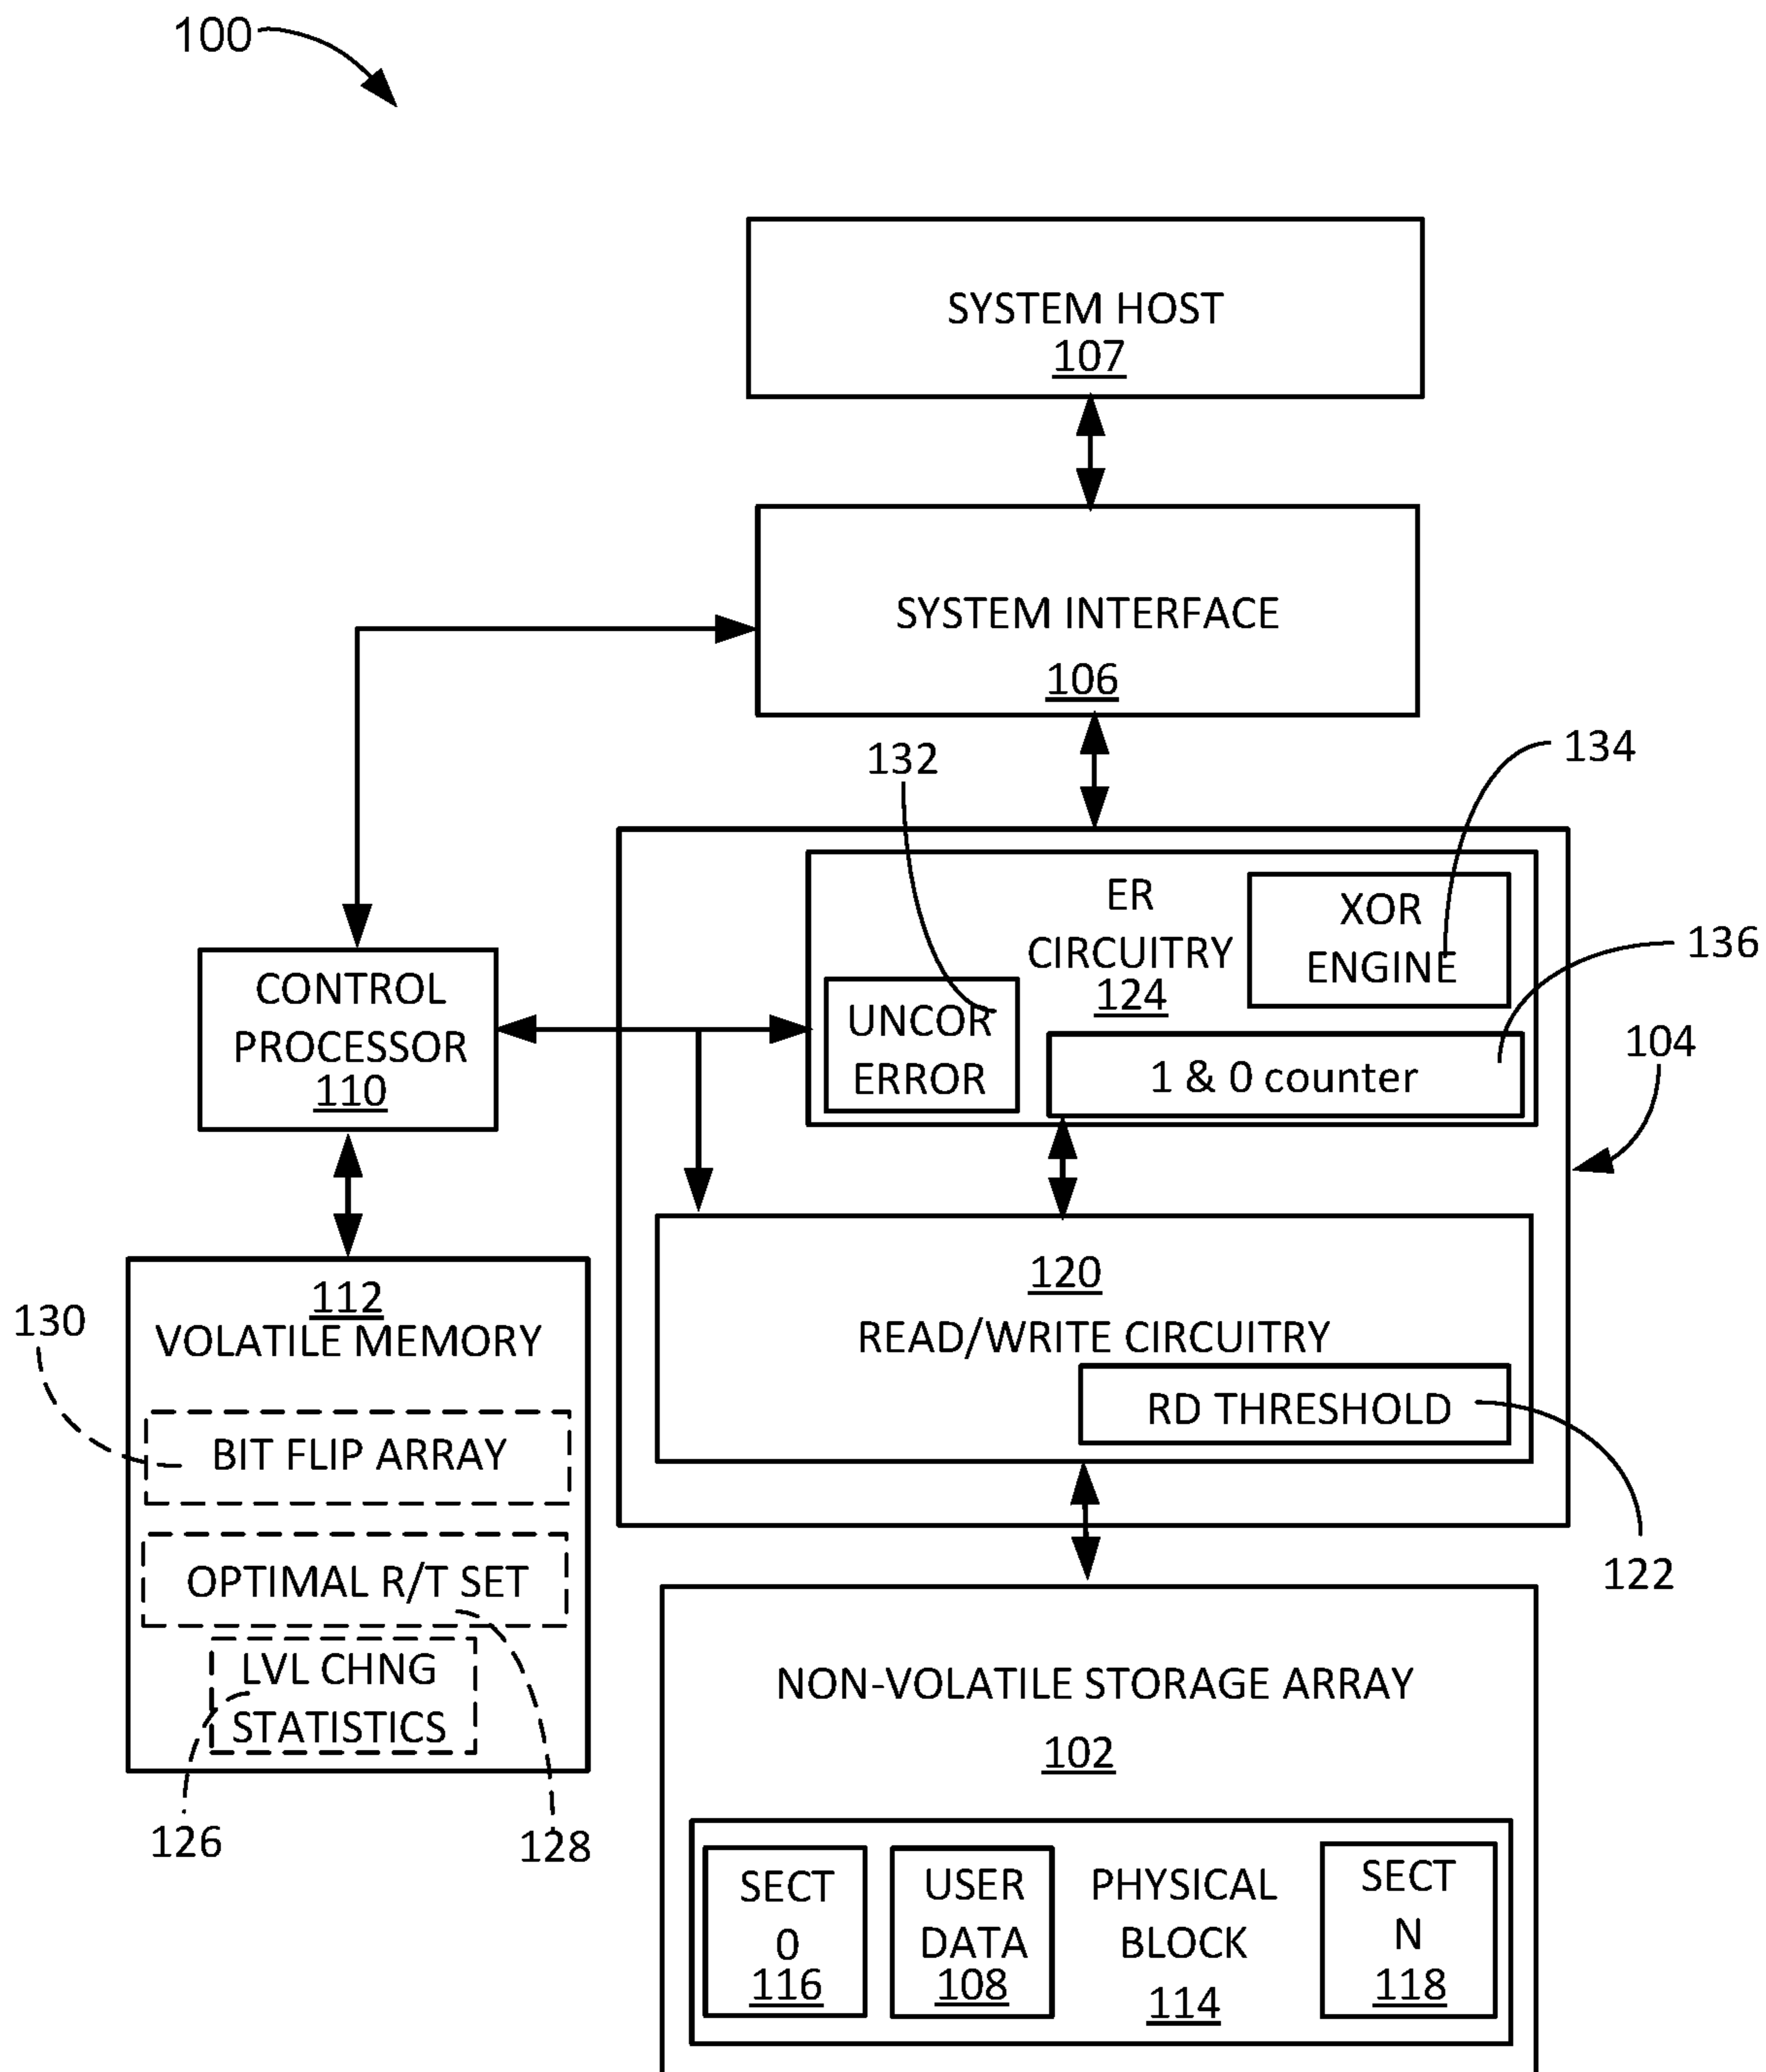 100
SYSTEM HOST
107
SYSTEM INTERFACE
106
132
134
ER
CIRCUITRY
124
XOR
ENGINE
136
UNCOR
ERROR
1 & 0 counter
104
CONTROL
PROCESSOR
110
120
READ/WRITE CIRCUITRY
RD THRESHOLD
122
112
VOLATILE MEMORY
130
BIT FLIP ARRAY
OPTIMAL R/T SET
LVL CHNG
STATISTICS
126
128
NON-VOLATILE STORAGE ARRAY
102
SECT
0
116
USER
DATA
108
PHYSICAL
BLOCK
114
SECT
N
118